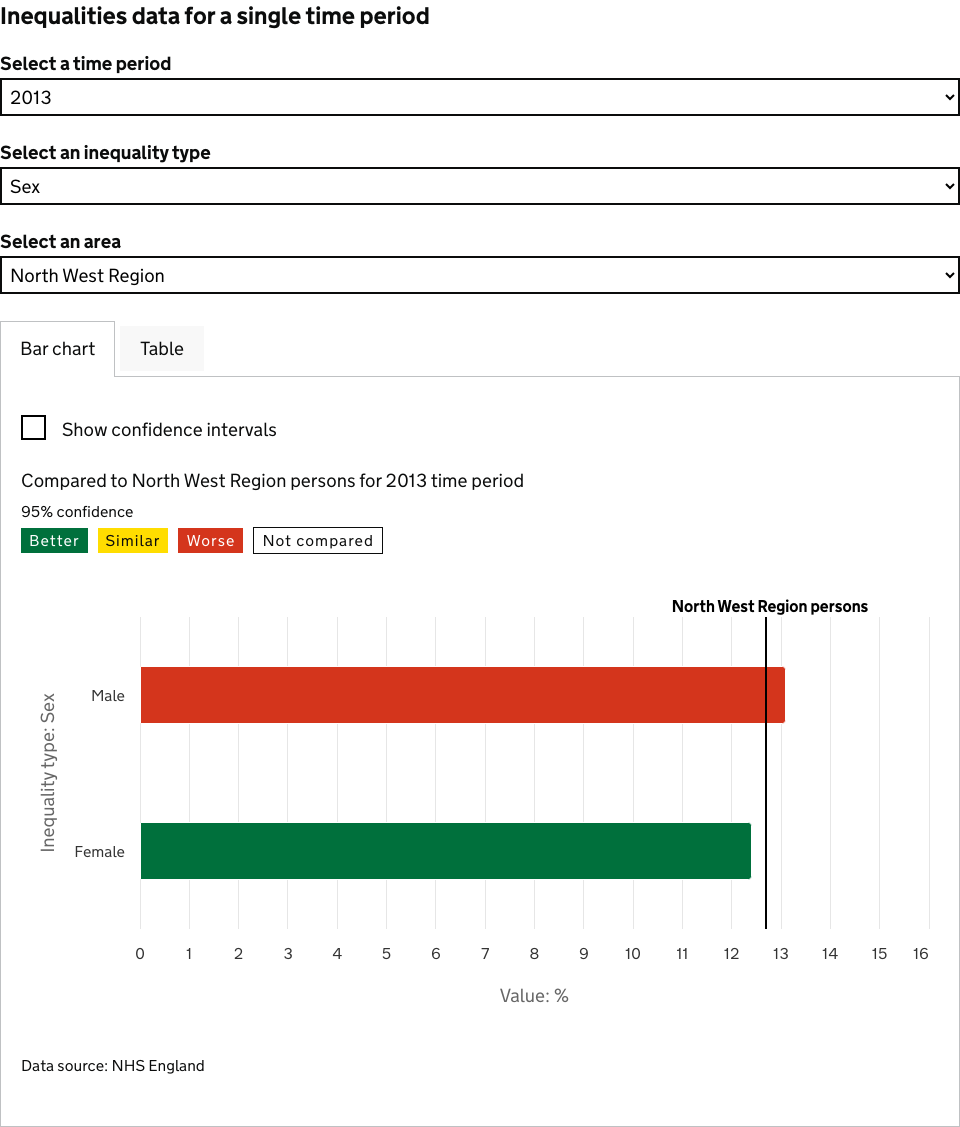 Inequalities data for a single time period
Select a time period
2013
Select an inequality type
Sex
Select an area
North West Region
Bar chart
Table
Show confidence intervals
Compared to North West Region persons for 2013 time period
95% confidence
Better Similar Worse Not compared
North West Region persons
Inequality type: Sex
Male
Female
0 1 2 3 4 5 6 7 8 9 10 11 12 13 14 15 16
Value: %
Data source: NHS England